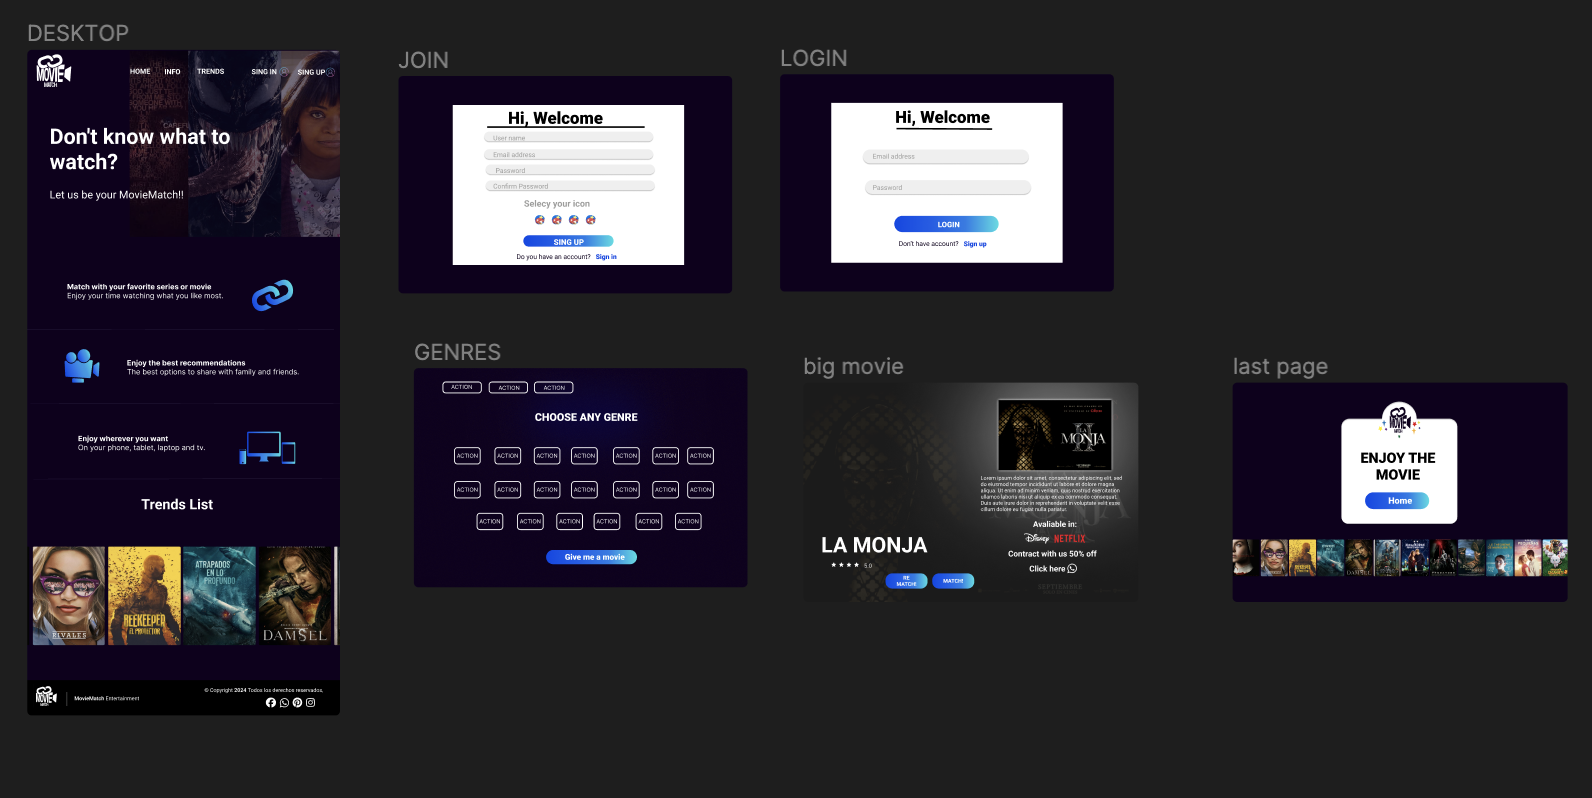 DESKTOP
MOVIE
MATCH
HOME
INFO
TRENDS
SING IN
SING UP
Don't know what to
watch?
Let us be your MovieMatch!!
Match with your favorite series or movie
Enjoy your time watching what you like most.
Enjoy the best recommendations
The best options to share with family and friends.
Enjoy wherever you want
On your phone, tablet, laptop and tv.
Trends List
RIVALES
BEEKEEPER
EL PROTECTOR
ATRAPADOS
EN LO
PROFUNDO
DAMSEL
MOVIE
MATCH
MovieMatch Entertainment
© Copyright 2024 Todos los derechos reservados,
JOIN
Hi, Welcome
User name
Email address
Password
Confirm Password
Selecy your icon
SING UP
Do you have an account? Sign in
LOGIN
Hi, Welcome
Email address
Password
LOGIN
Don't have account? Sign up
GENRES
ACTION ACTION ACTION
CHOOSE ANY GENRE
ACTION ACTION ACTION ACTION ACTION ACTION ACTION
ACTION ACTION ACTION ACTION ACTION ACTION ACTION
ACTION ACTION ACTION ACTION ACTION ACTION
Give me a movie
big movie
LA
MONJA
II
Lorem ipsum dolor sit amet, consectetur adipiscing elit, sed
do eiusmod tempor incididunt ut labore et dolore magna
aliqua. Ut enim ad minim veniam, quis nostrud exercitation
ullamco laboris nisi ut aliquip ex ea commodo consequat.
Duis aute irure dolor in reprehenderit in voluptate velit esse
cillum dolore eu fugiat nulla pariatur.
Avaliable in:
Disney NETFLIX
Contract with us 50% off
Click here
LA MONJA
5.0
RE
MATCH!
MATCH!
SEPTIEMBRE
last page
MOVIE
MATCH
ENJOY THE
MOVIE
Home
DAMSEL